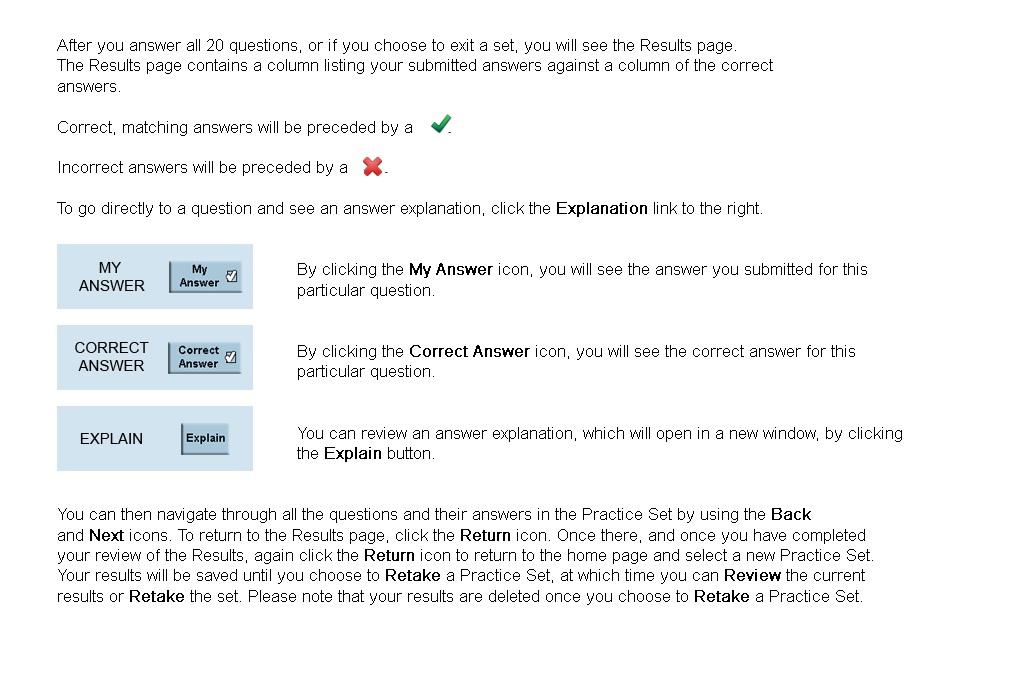 After you answer all 20 questions, or if you choose to exit a set, you will see the Results page.
The Results page contains a column listing your submitted answers against a column of the correct
answers.
Correct, matching answers will be preceded by a ✔.
Incorrect answers will be preceded by a ✖.
To go directly to a question and see an answer explanation, click the Explanation link to the right.
MY
ANSWER
My
Answer
By clicking the My Answer icon, you will see the answer you submitted for this
particular question.
CORRECT
ANSWER
Correct
Answer
By clicking the Correct Answer icon, you will see the correct answer for this
particular question.
EXPLAIN
Explain
You can review an answer explanation, which will open in a new window, by clicking
the Explain button.
You can then navigate through all the questions and their answers in the Practice Set by using the Back
and Next icons. To return to the Results page, click the Return icon. Once there, and once you have completed
your review of the Results, again click the Return icon to return to the home page and select a new Practice Set.
Your results will be saved until you choose to Retake a Practice Set, at which time you can Review the current
results or Retake the set. Please note that your results are deleted once you choose to Retake a Practice Set.